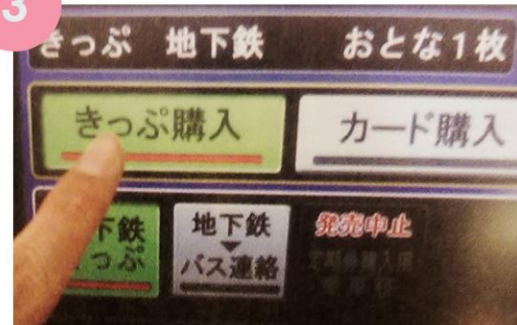 3
きっぷ 地下鉄 おとな1枚
きっぷ購入 カード購入
下鉄 地下鉄 発売中止
っぷ バス連絡